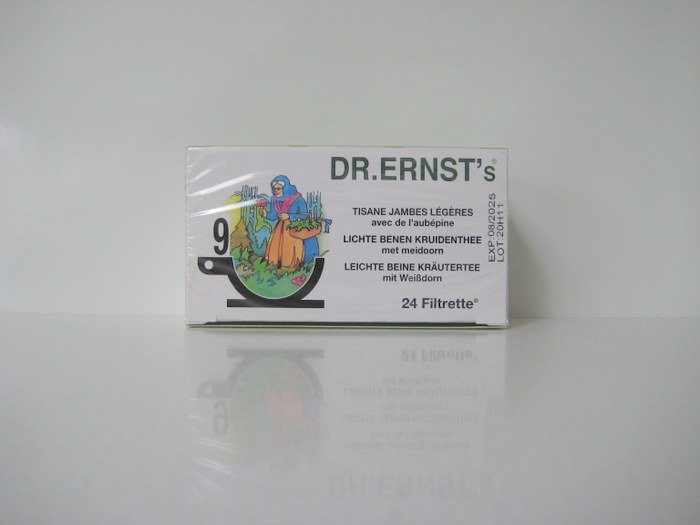 DR.ERNST's®
9
TISANE JAMBES LÉGÈRES
avec de l'aubépine
LICHTE BENEN KRUIDENTHEE
met meidoorn
LEICHTE BEINE KRÄUTERTEE
mit Weißdorn
24 Filtrette®
EXP 08/2025
LOT 20H11